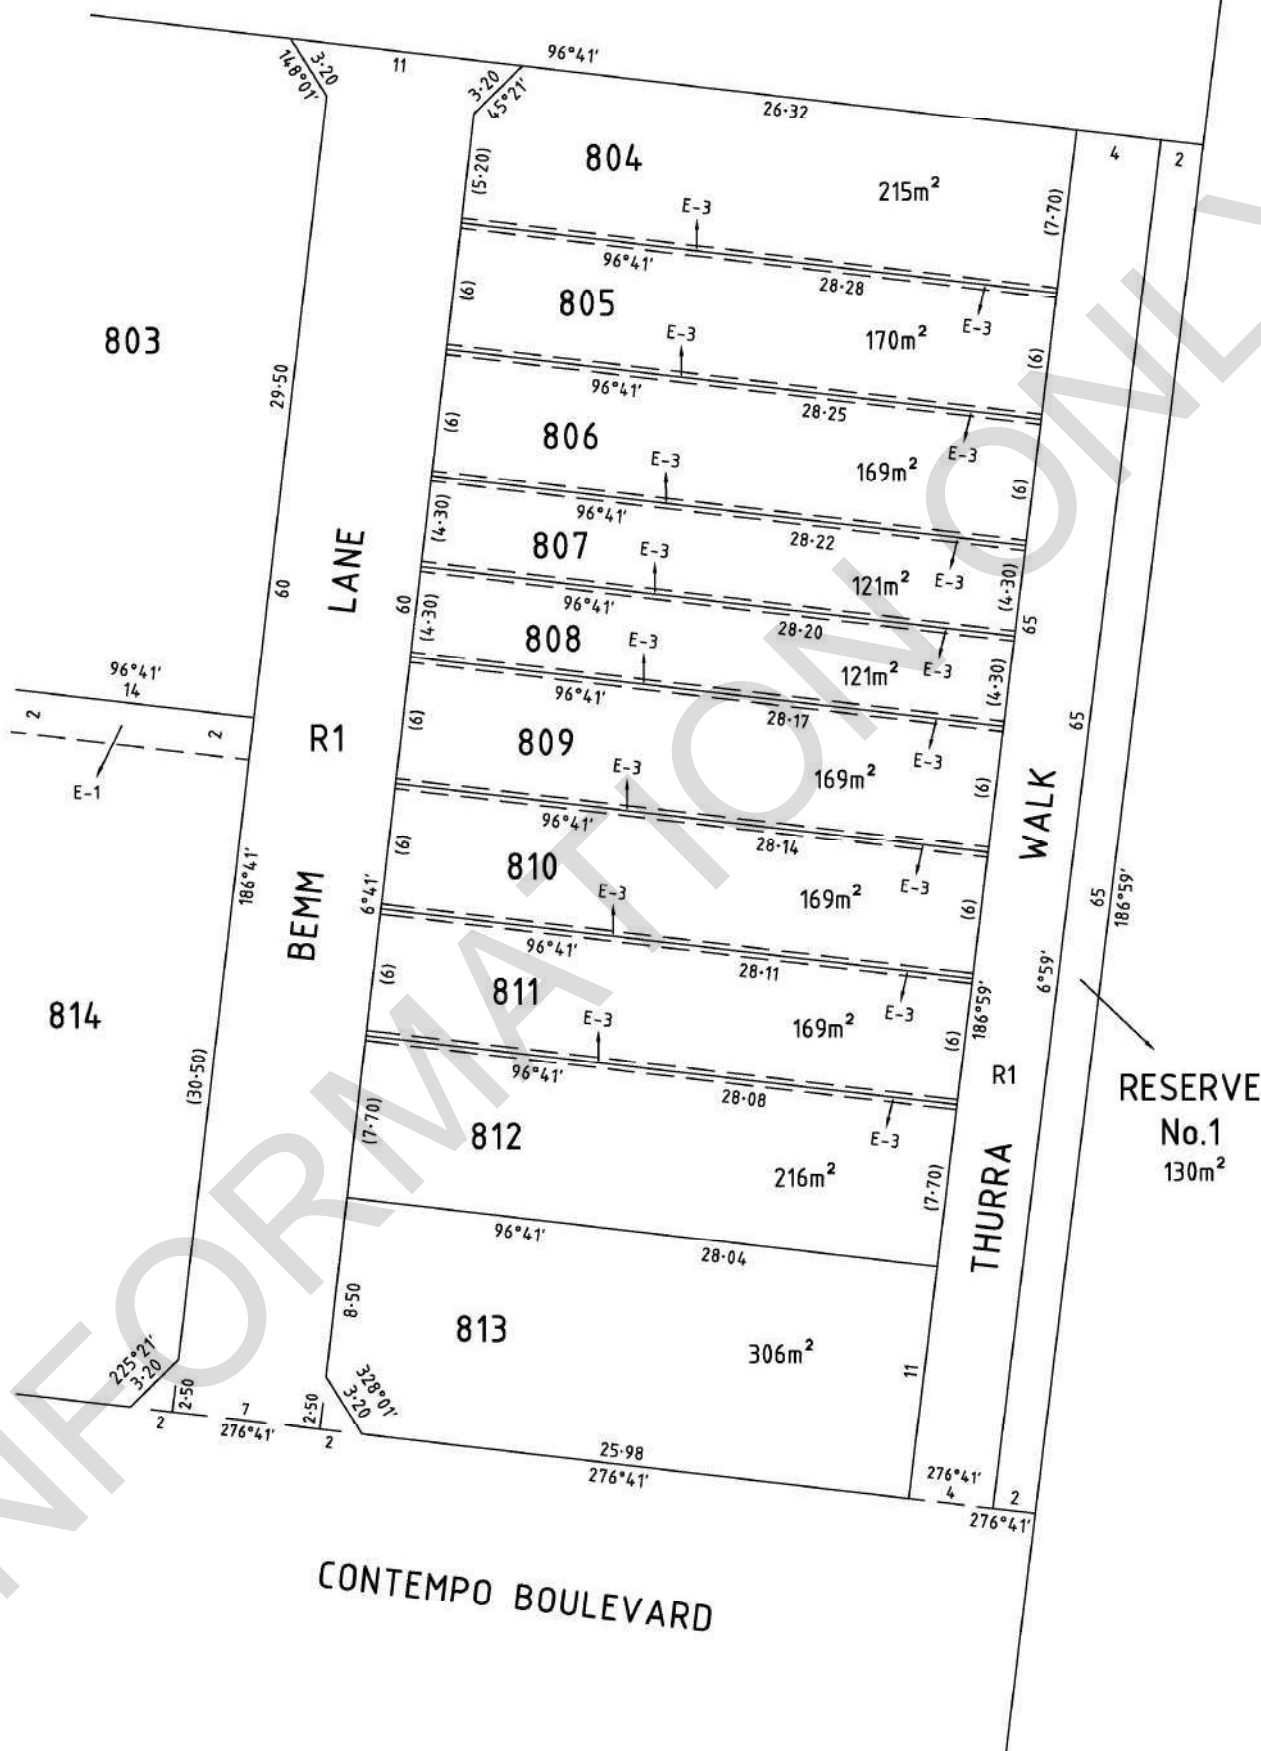 96°41'
11
3·20
148°01'
3·20
45°21'
26·32
4
2
804
215m²
(5·20)
(7·70)
E-3
96°41'
28·28
E-3
805
170m²
(6)
(6)
E-3
96°41'
28·25
E-3
803
29·50
806
169m²
(6)
(6)
E-3
96°41'
28·22
E-3
807
121m²
(4·30)
(4·30)
E-3
96°41'
28·20
E-3
60
LANE
60
65
808
121m²
(4·30)
(4·30)
E-3
96°41'
28·17
E-3
96°41'
14
2
2
E-1
R1
65
809
169m²
(6)
(6)
E-3
96°41'
28·14
E-3
WALK
810
169m²
(6)
(6)
E-3
96°41'
28·11
E-3
186°41'
BEMM
6°41'
65
186°59'
6°59'
186°59'
811
169m²
(6)
(6)
E-3
96°41'
28·08
E-3
814
(30·50)
R1
RESERVE
No.1
130m²
812
216m²
(7·70)
(7·70)
96°41'
28·04
THURRA
813
306m²
8·50
11
225°21'
3·20
328°01'
3·20
2·50
2
7
276°41'
2·50
2
25·98
276°41'
276°41'
4
2
276°41'
CONTEMPO BOULEVARD
INFORMATION ONLY